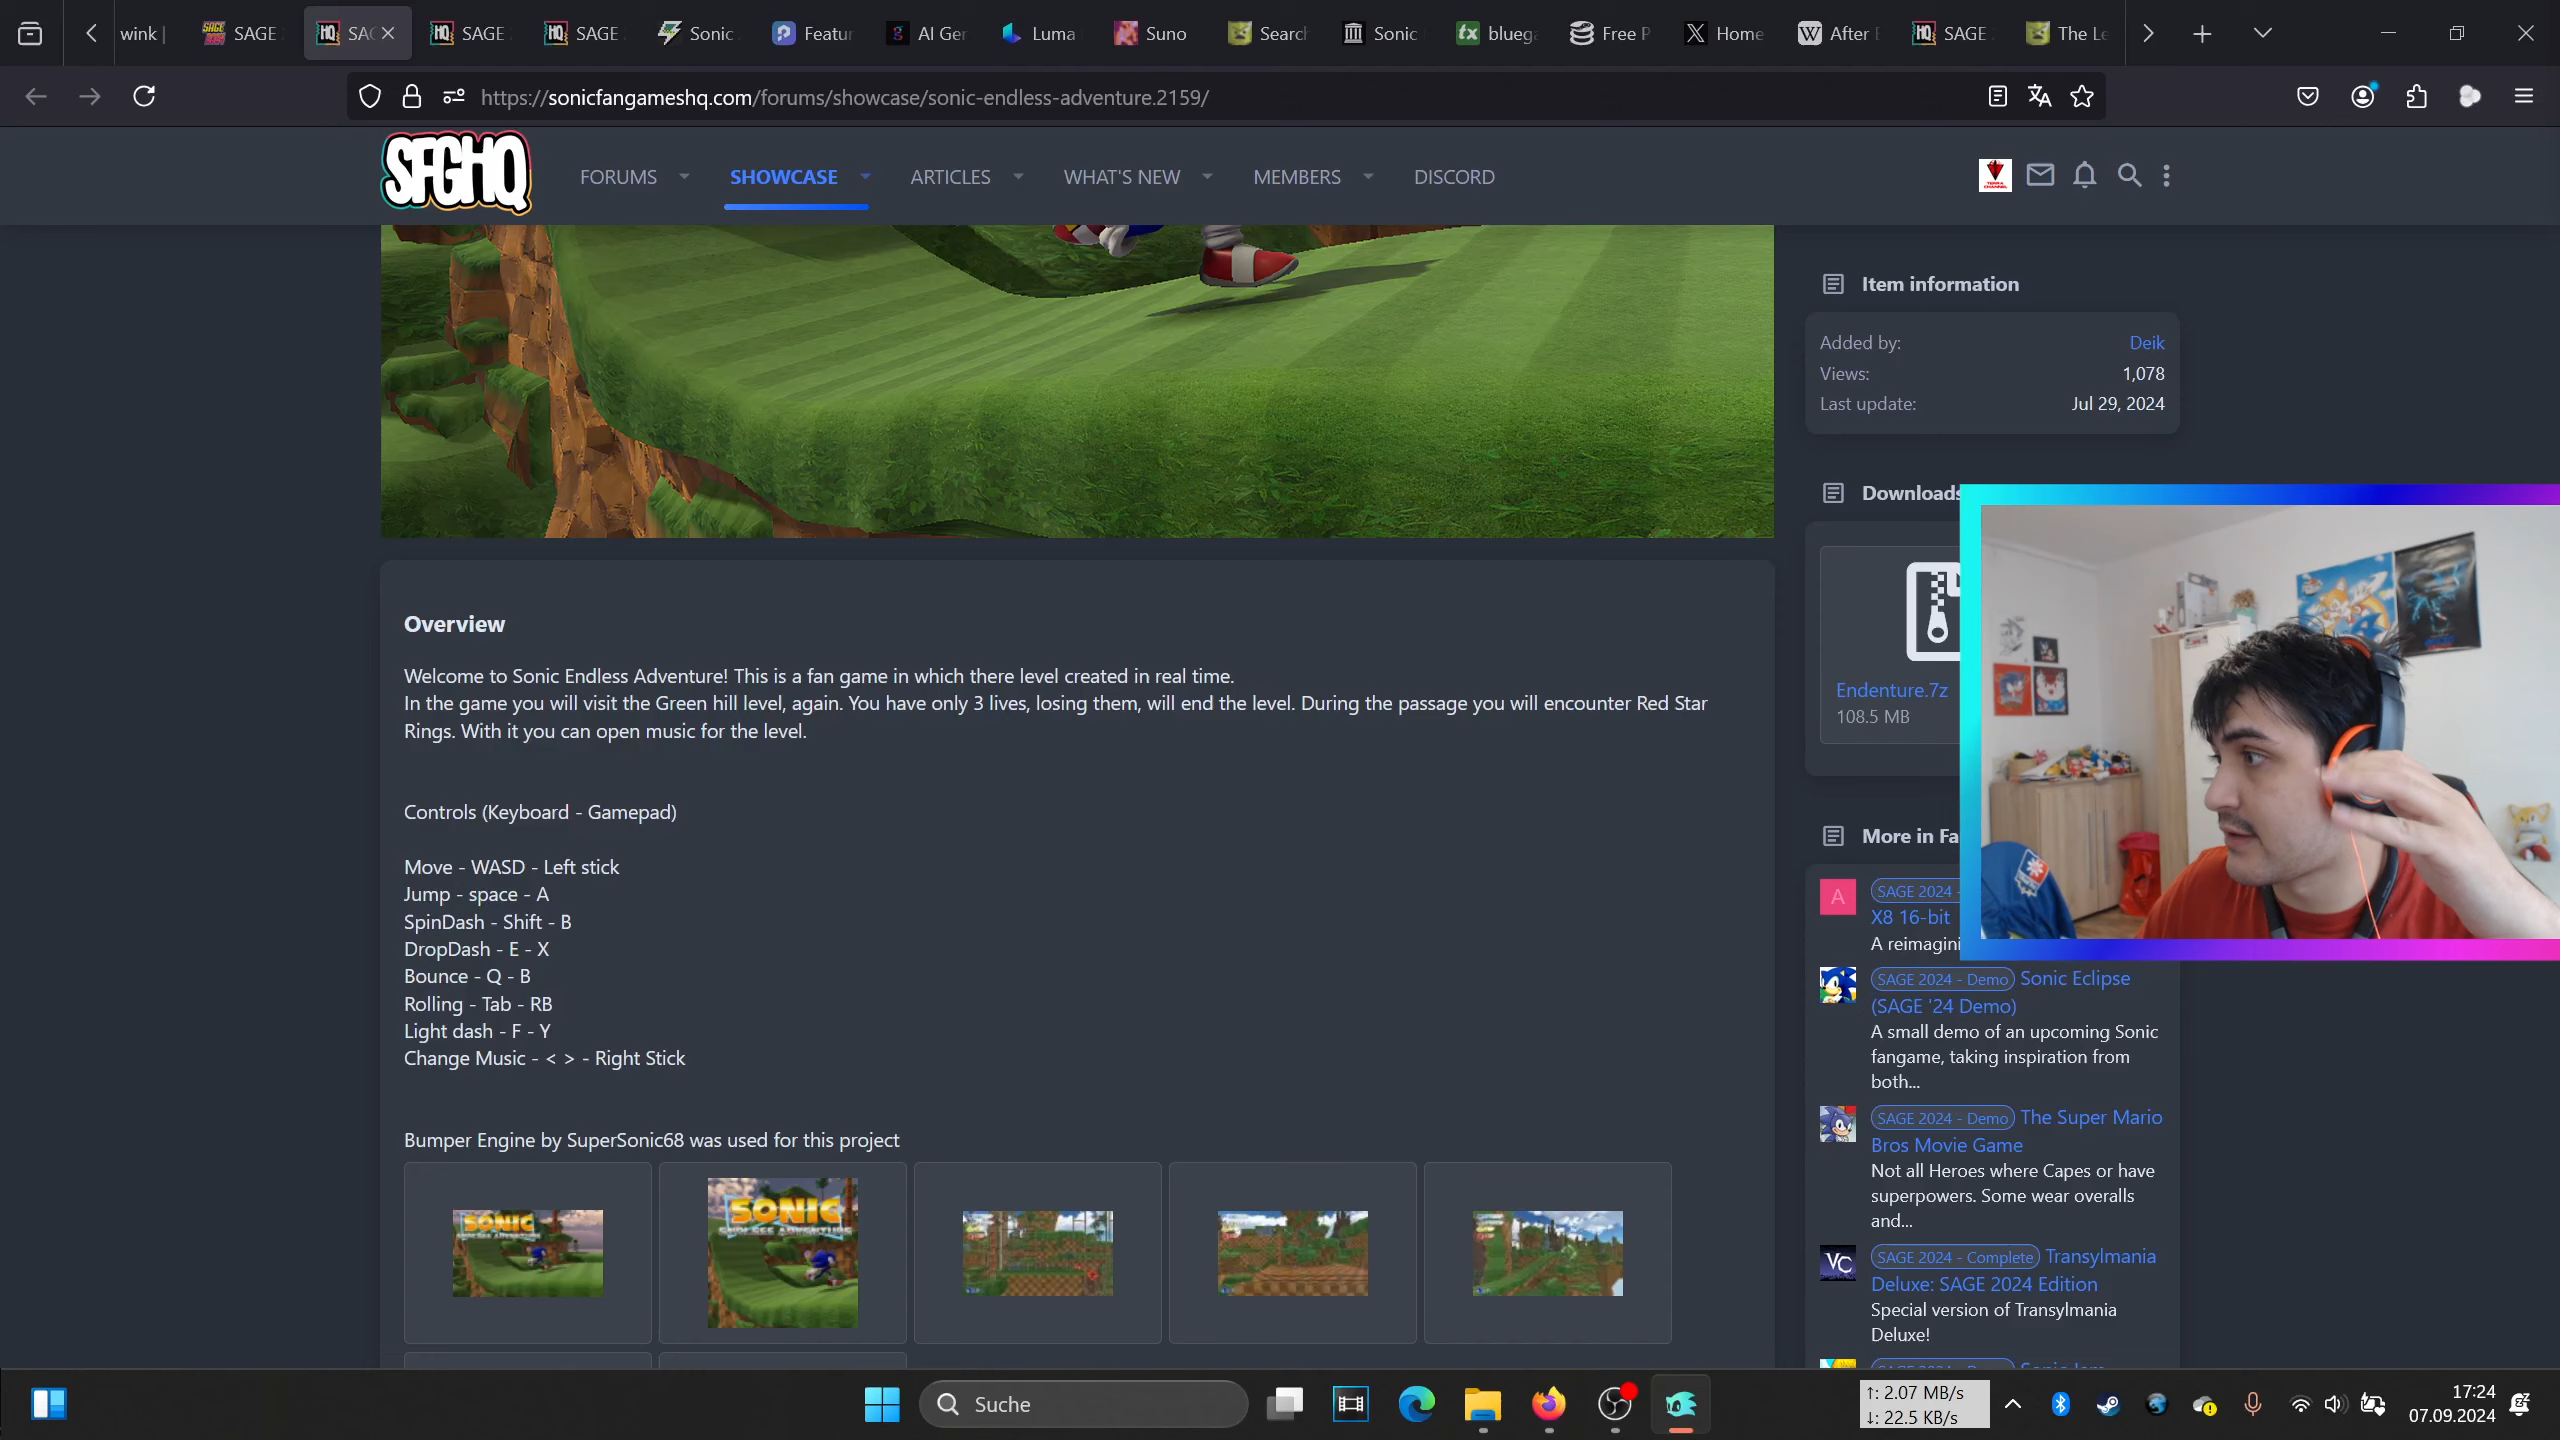 wink |
SAGE
SAG
SAGE
SAGE
Sonic
Featur
AI Ger
Luma
Suno
Search
Sonic
blueg
Free P
Home
After E
SAGE
The Le
https://sonicfangameshq.com/forums/showcase/sonic-endless-adventure.2159/
SFGHQ
FORUMS
SHOWCASE
ARTICLES
WHAT'S NEW
MEMBERS
DISCORD
Item information
Added by: Deik
Views: 1,078
Last update: Jul 29, 2024
Downloads
Endenture.7z
108.5 MB
Overview
Welcome to Sonic Endless Adventure! This is a fan game in which there level created in real time.
In the game you will visit the Green hill level, again. You have only 3 lives, losing them, will end the level. During the passage you will encounter Red Star
Rings. With it you can open music for the level.
Controls (Keyboard - Gamepad)
Move - WASD - Left stick
Jump - space - A
SpinDash - Shift - B
DropDash - E - X
Bounce - Q - B
Rolling - Tab - RB
Light dash - F - Y
Change Music - < > - Right Stick
Bumper Engine by SuperSonic68 was used for this project
SONIC
SONIC
ENDLESS ADVENTURE
More in Fa
A
SAGE 2024 -
X8 16-bit
A reimagini
SAGE 2024 - Demo Sonic Eclipse
(SAGE '24 Demo)
A small demo of an upcoming Sonic
fangame, taking inspiration from
both...
SAGE 2024 - Demo The Super Mario
Bros Movie Game
Not all Heroes where Capes or have
superpowers. Some wear overalls
and...
VC
SAGE 2024 - Complete Transylmania
Deluxe: SAGE 2024 Edition
Special version of Transylmania
Deluxe!
SAGE 2024 - Demo Sonic Jam
Suche
↑: 2.07 MB/s
↓: 22.5 KB/s
17:24
07.09.2024